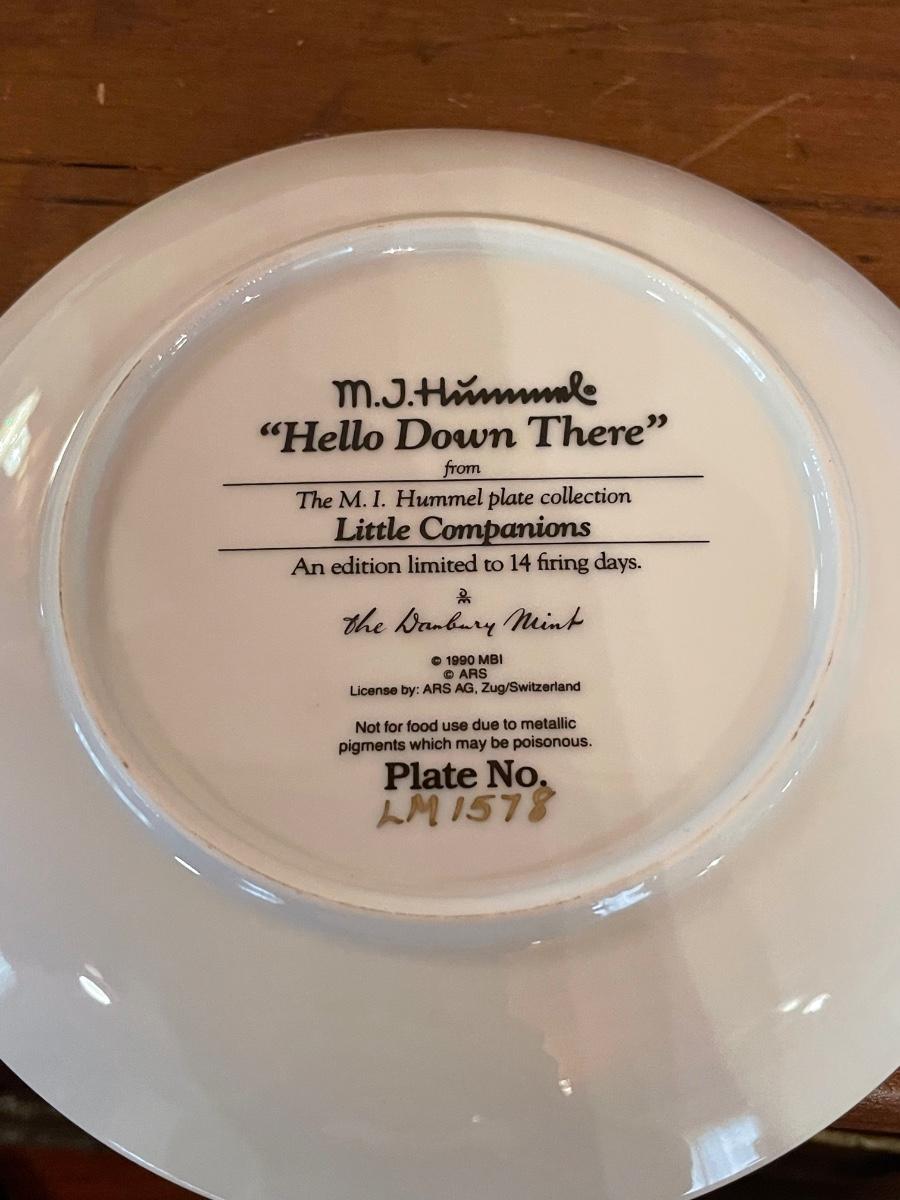 M.J.Hummel
“Hello Down There”
from
The M. I. Hummel plate collection
Little Companions
An edition limited to 14 firing days.
the Danbury Mint
© 1990 MBI
© ARS
License by: ARS AG, Zug/Switzerland
Not for food use due to metallic
pigments which may be poisonous.
Plate No.
LM1578